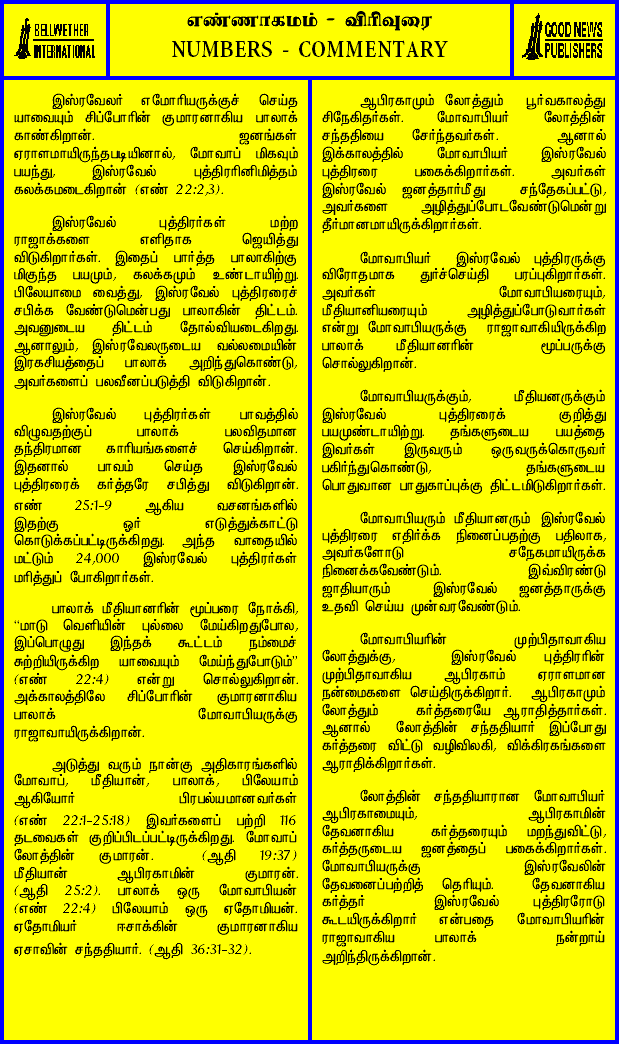 BELLWETHER
INTERNATIONAL
எண்ணாகமம் - விரிவுரை
NUMBERS - COMMENTARY
GOOD NEWS
PUBLISHERS
இஸ்ரவேலர் எமோரியருக்குச் செய்த
யாவையும் சிப்போரின் குமாரனாகிய பாலாக்
காண்கிறான். ஜனங்கள்
ஏராளமாயிருந்தபடியினால், மோவாப் மிகவும்
பயந்து, இஸ்ரவேல் புத்திரரினிமித்தம்
கலக்கமடைகிறான் (எண் 22:2,3).
இஸ்ரவேல் புத்திரர்கள் மற்ற
ராஜாக்களை எளிதாக ஜெயித்து
விடுகிறார்கள். இதைப் பார்த்த பாலாகிற்கு
மிகுந்த பயமும், கலக்கமும் உண்டாயிற்று.
பிலேயாமை வைத்து, இஸ்ரவேல் புத்திரரைச்
சபிக்க வேண்டுமென்பது பாலாகின் திட்டம்.
அவனுடைய திட்டம் தோல்வியடைகிறது.
ஆனாலும், இஸ்ரவேலருடைய வல்லமையின்
இரகசியத்தைப் பாலாக் அறிந்துகொண்டு,
அவர்களைப் பலவீனப்படுத்தி விடுகிறான்.
இஸ்ரவேல் புத்திரர்கள் பாவத்தில்
விழுவதற்குப் பாலாக் பலவிதமான
தந்திரமான காரியங்களைச் செய்கிறான்.
இதனால் பாவம் செய்த இஸ்ரவேல்
புத்திரரைக் கர்த்தரே சபித்து விடுகிறான்.
எண் 25:1-9 ஆகிய வசனங்களில்
இதற்கு ஓர் எடுத்துக்காட்டு
கொடுக்கப்பட்டிருக்கிறது. அந்த வாதையில்
மட்டும் 24,000 இஸ்ரவேல் புத்திரர்கள்
மரித்துப் போகிறார்கள்.
பாலாக் மீதியானரின் மூப்பரை நோக்கி,
“மாடு வெளியின் புல்லை மேய்கிறதுபோல,
இப்பொழுது இந்தக் கூட்டம் நம்மைச்
சுற்றியிருக்கிற யாவையும் மேய்ந்துபோடும்”
(எண் 22:4) என்று சொல்லுகிறான்.
அக்காலத்திலே சிப்போரின் குமாரனாகிய
பாலாக் மோவாபியருக்கு
ராஜாவாயிருக்கிறான்.
அடுத்து வரும் நான்கு அதிகாரங்களில்
மோவாப், மீதியான், பாலாக், பிலேயாம்
ஆகியோர் பிரபல்யமானவர்கள்
(எண் 22:1-25:18) இவர்களைப் பற்றி 116
தடவைகள் குறிப்பிடப்பட்டிருக்கிறது. மோவாப்
லோத்தின் குமாரன். (ஆதி 19:37)
மீதியான் ஆபிரகாமின் குமாரன்.
(ஆதி 25:2). பாலாக் ஒரு மோவாபியன்
(எண் 22:4) பிலேயாம் ஒரு ஏதோமியன்.
ஏதோமியர் ஈசாக்கின் குமாரனாகிய
ஏசாவின் சந்ததியார். (ஆதி 36:31-32).
ஆபிரகாமும் லோத்தும் பூர்வகாலத்து
சிநேகிதர்கள். மோவாபியர் லோத்தின்
சந்ததியை சேர்ந்தவர்கள். ஆனால்
இக்காலத்தில் மோவாபியர் இஸ்ரவேல்
புத்திரரை பகைக்கிறார்கள். அவர்கள்
இஸ்ரவேல் ஜனத்தார்மீது சந்தேகப்பட்டு,
அவர்களை அழித்துப்போடவேண்டுமென்று
தீர்மானமாயிருக்கிறார்கள்.
மோவாபியர் இஸ்ரவேல் புத்திரருக்கு
விரோதமாக துர்ச்செய்தி பரப்புகிறார்கள்.
அவர்கள் மோவாபியரையும்,
மீதியானியரையும் அழித்துப்போடுவார்கள்
என்று மோவாபியருக்கு ராஜாவாகியிருக்கிற
பாலாக் மீதியானரின் மூப்பருக்கு
சொல்லுகிறான்.
மோவாபியருக்கும், மீதியனருக்கும்
இஸ்ரவேல் புத்திரரைக் குறித்து
பயமுண்டாயிற்று. தங்களுடைய பயத்தை
இவர்கள் இருவரும் ஒருவருக்கொருவர்
பகிர்ந்துகொண்டு, தங்களுடைய
பொதுவான பாதுகாப்புக்கு திட்டமிடுகிறார்கள்.
மோவாபியரும் மீதியானரும் இஸ்ரவேல்
புத்திரரை எதிர்க்க நினைப்பதற்கு பதிலாக,
அவர்களோடு சநேகமாயிருக்க
நினைக்கவேண்டும். இவ்விரண்டு
ஜாதியாரும் இஸ்ரவேல் ஜனத்தாருக்கு
உதவி செய்ய முன்வரவேண்டும்.
மோவாபியரின் முற்பிதாவாகிய
லோத்துக்கு, இஸ்ரவேல் புத்திரரின்
முற்பிதாவாகிய ஆபிரகாம் ஏராளமான
நன்மைகளை செய்திருக்கிறார். ஆபிரகாமும்
லோத்தும் கர்த்தரையே ஆராதித்தார்கள்.
ஆனால் லோத்தின் சந்ததியார் இப்போது
கர்த்தரை விட்டு வழிவிலகி, விக்கிரகங்களை
ஆராதிக்கிறார்கள்.
லோத்தின் சந்ததியாரான மோவாபியர்
ஆபிரகாமையும், ஆபிரகாமின்
தேவனாகிய கர்த்தரையும் மறந்துவிட்டு,
கர்த்தருடைய ஜனத்தைப் பகைக்கிறார்கள்.
மோவாபியருக்கு இஸ்ரவேலின்
தேவனைப்பற்றித் தெரியும். தேவனாகிய
கர்த்தர் இஸ்ரவேல் புத்திரரோடு
கூடயிருக்கிறார் என்பதை மோவாபியரின்
ராஜாவாகிய பாலாக் நன்றாய்
அறிந்திருக்கிறான்.